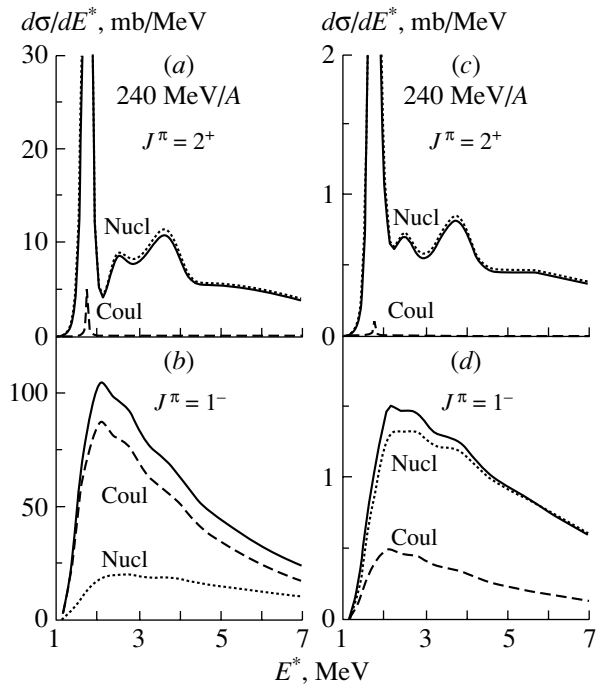 dσ/dE*, mb/MeV
dσ/dE*, mb/MeV
30
(a)
240 MeV/A
J^π = 2⁺
20
Nucl
10
Coul
0
2
(c)
240 MeV/A
J^π = 2⁺
Nucl
1
Coul
0
(b)
J^π = 1⁻
100
Coul
50
Nucl
0
1 3 5 7
(d)
J^π = 1⁻
Nucl
1
Coul
0
1 3 5 7
E*, MeV